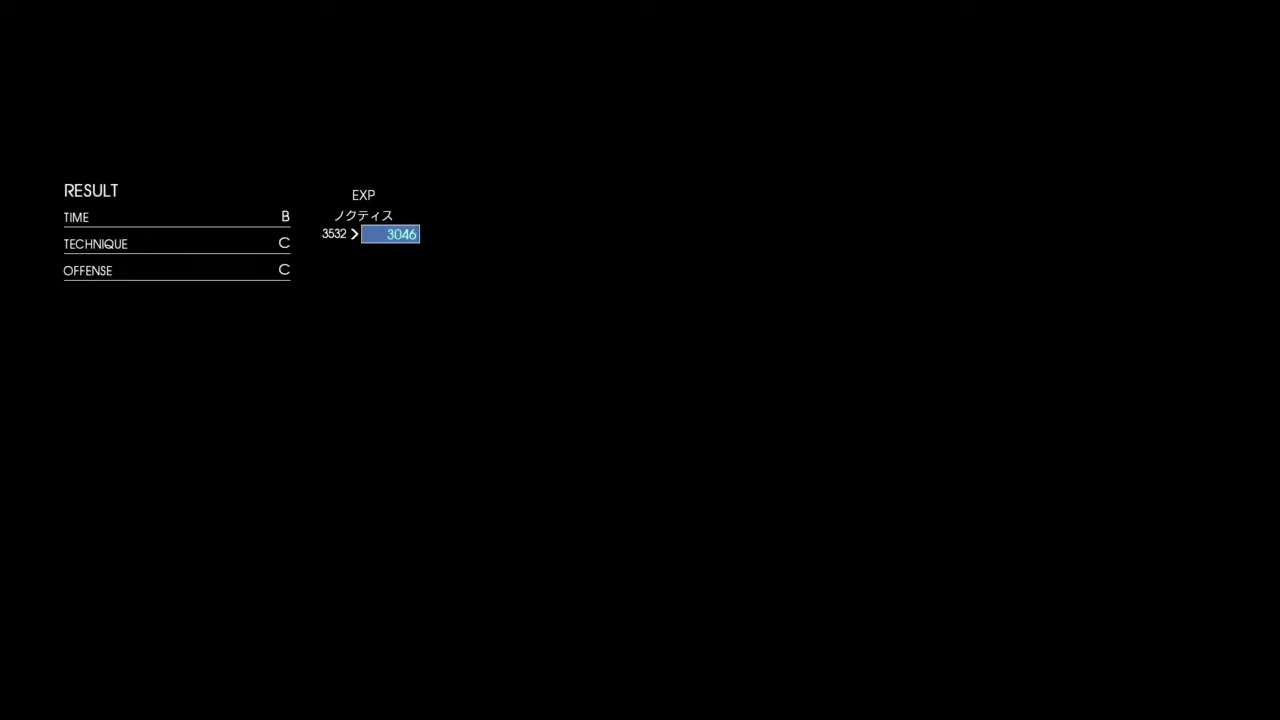 RESULT
TIME B
TECHNIQUE C
OFFENSE C
EXP
ノクティス
3532 > 3046